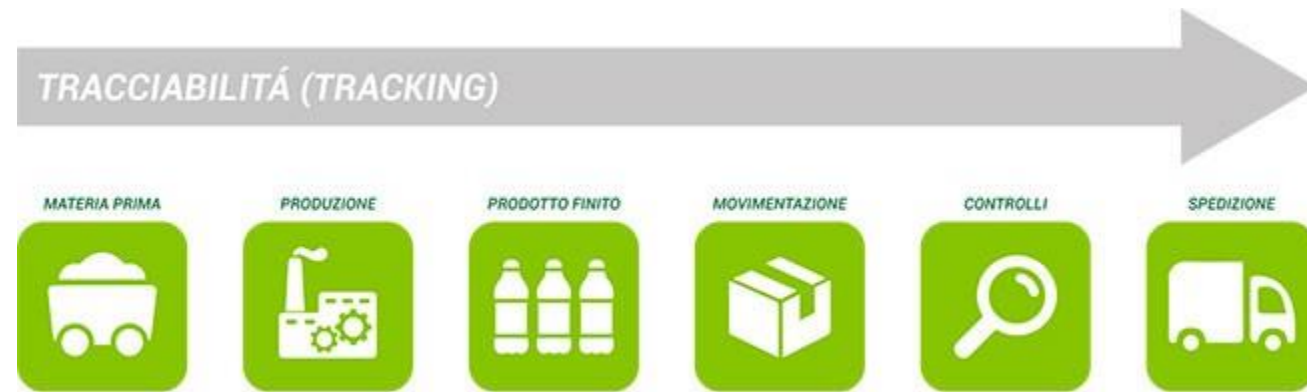 TRACCIABILITÁ (TRACKING)
MATERIA PRIMA
PRODUZIONE
PRODOTTO FINITO
MOVIMENTAZIONE
CONTROLLI
SPEDIZIONE